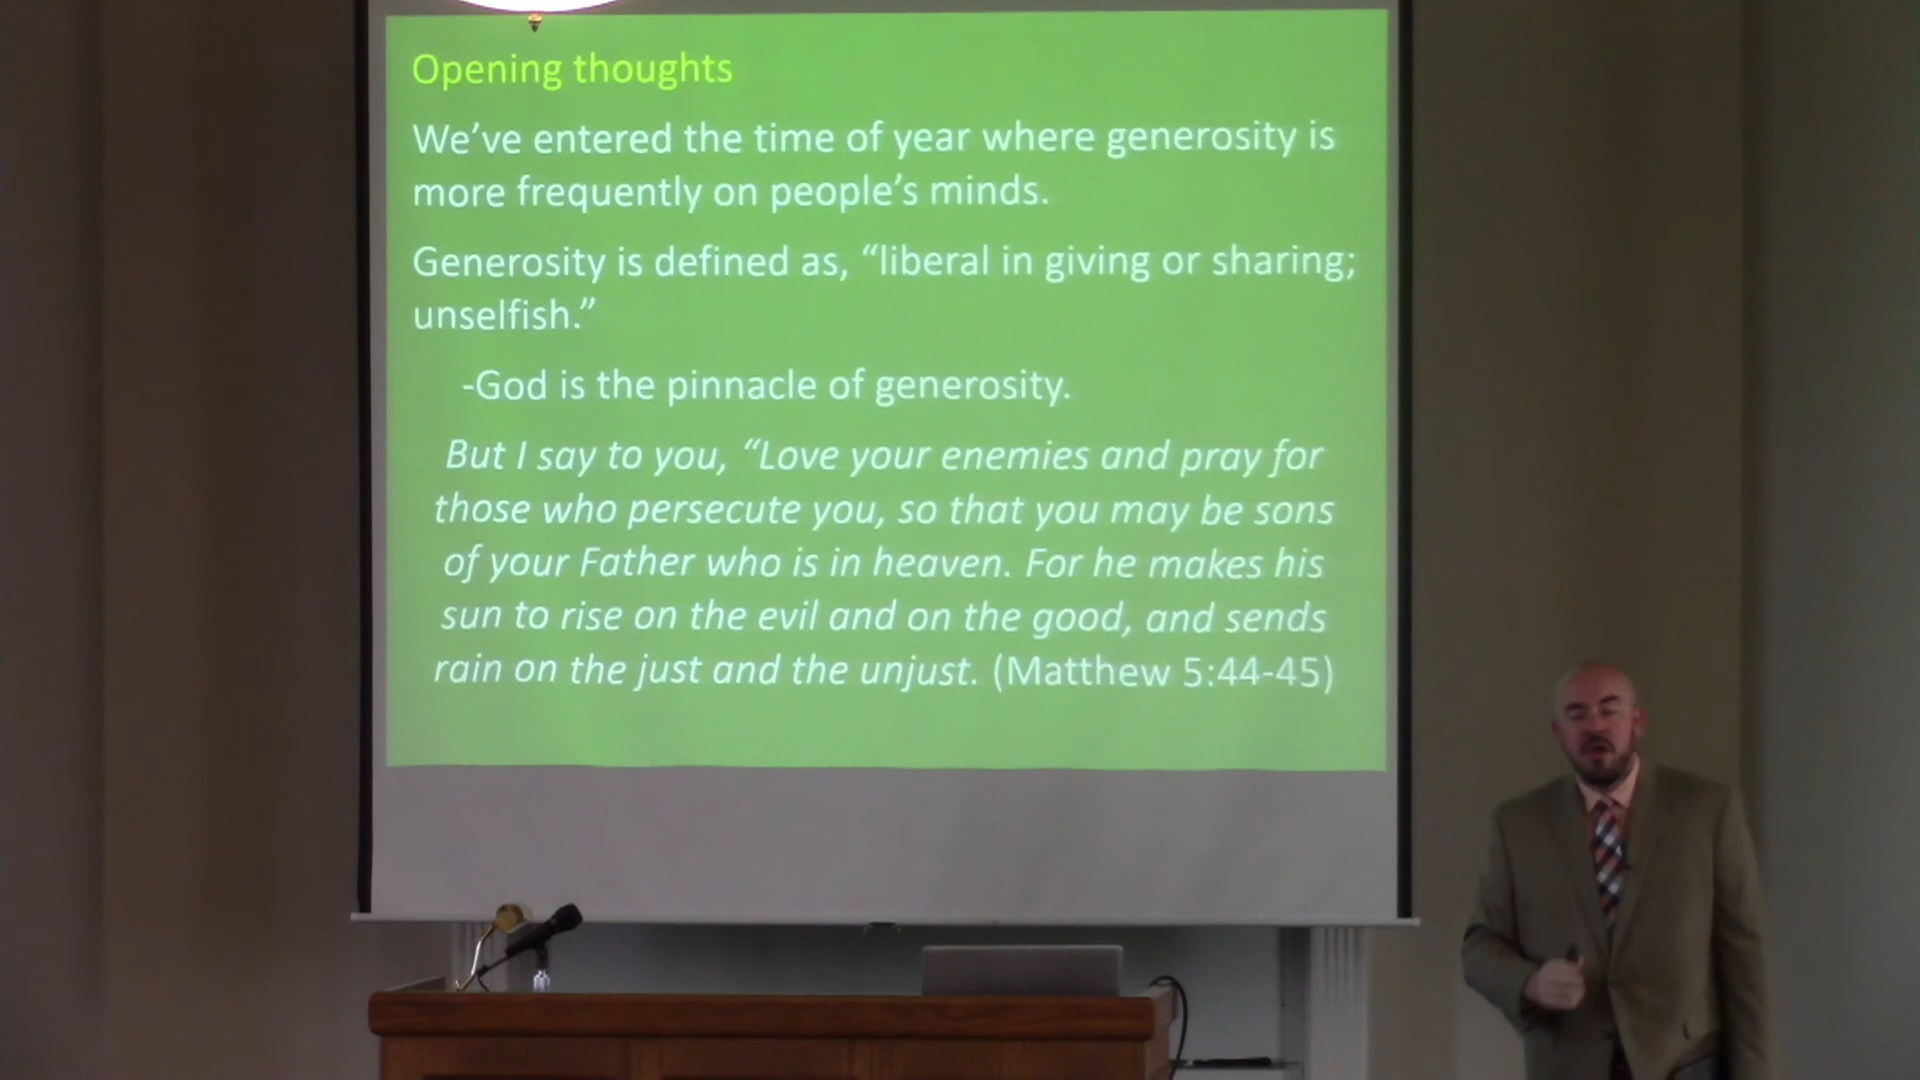 Opening thoughts
We’ve entered the time of year where generosity is
more frequently on people’s minds.
Generosity is defined as, “liberal in giving or sharing;
unselfish.”
-God is the pinnacle of generosity.
But I say to you, “Love your enemies and pray for
those who persecute you, so that you may be sons
of your Father who is in heaven. For he makes his
sun to rise on the evil and on the good, and sends
rain on the just and the unjust. (Matthew 5:44-45)